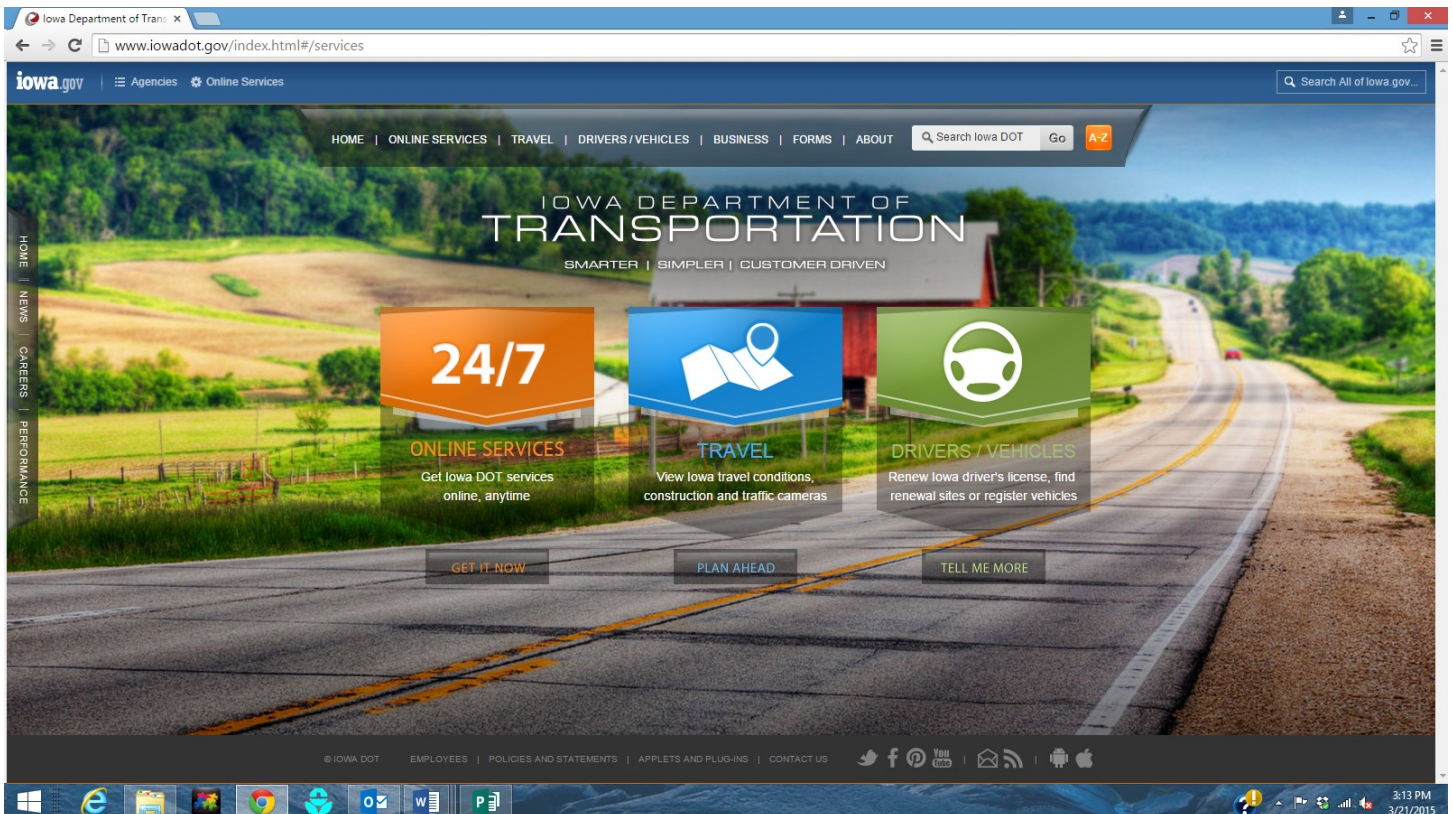 Iowa Department of Trans
www.iowadot.gov/index.html#/services
iowa.gov | Agencies Online Services
Search All of Iowa.gov...
HOME | ONLINE SERVICES | TRAVEL | DRIVERS / VEHICLES | BUSINESS | FORMS | ABOUT
Search Iowa DOT Go A-Z
IOWA DEPARTMENT OF
TRANSPORTATION
SMARTER | SIMPLER | CUSTOMER DRIVEN
HOME || NEWS | CAREERS | PERFORMANCE
24/7
ONLINE SERVICES
Get Iowa DOT services
online, anytime
GET IT NOW
TRAVEL
View Iowa travel conditions,
construction and traffic cameras
PLAN AHEAD
DRIVERS / VEHICLES
Renew Iowa driver's license, find
renewal sites or register vehicles
TELL ME MORE
© IOWA DOT EMPLOYEES | POLICIES AND STATEMENTS | APPLETS AND PLUG-INS | CONTACT US
You
Tube
3:13 PM
3/21/2015